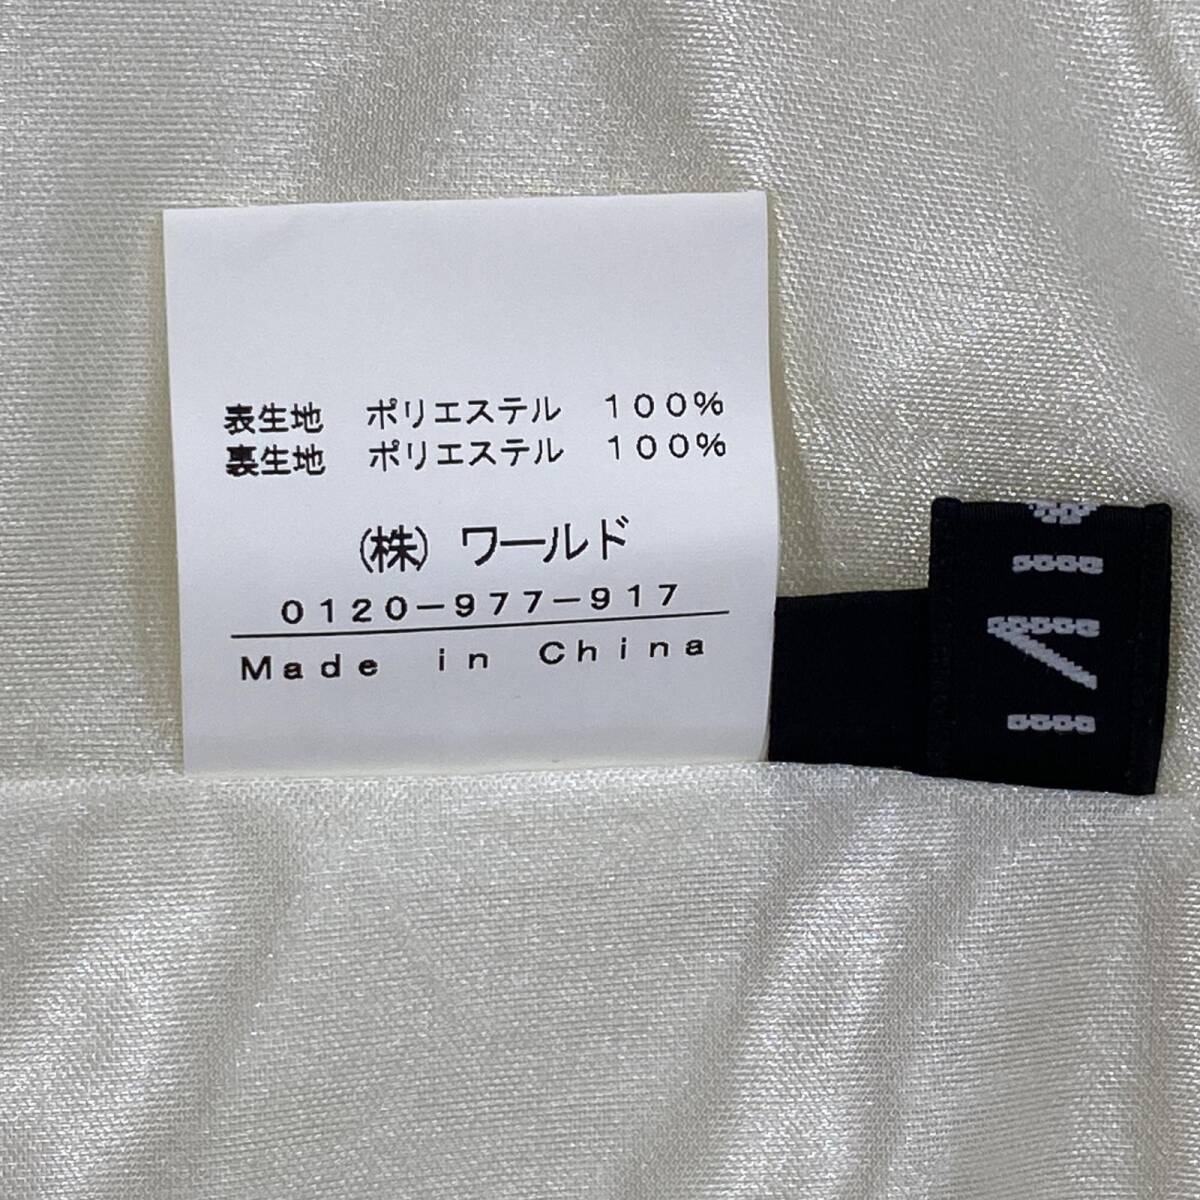 表生地 ポリエステル 100%
裏生地 ポリエステル 100%
(株) ワールド
0120-977-917
Made in China